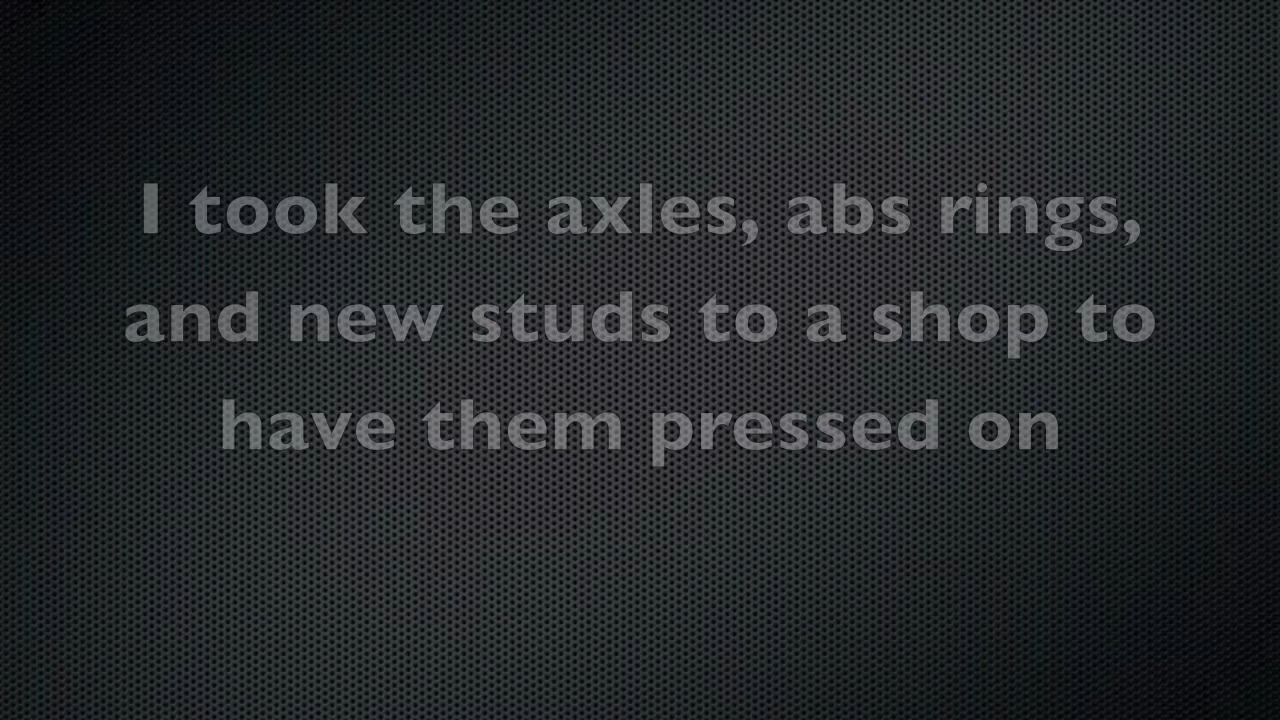 I took the axles, abs rings,
and new studs to a shop to
have them pressed on